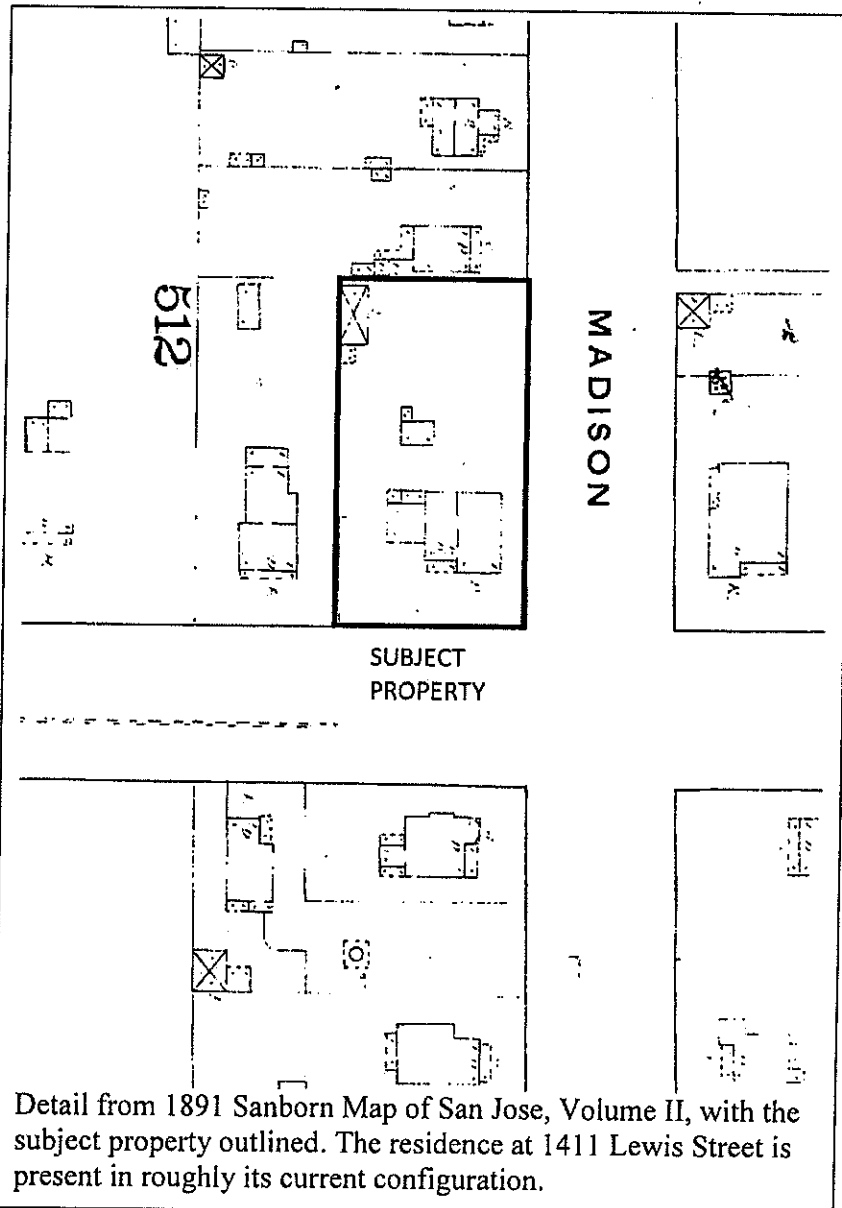 512
MADISON
SUBJECT
PROPERTY
Detail from 1891 Sanborn Map of San Jose, Volume II, with the
subject property outlined. The residence at 1411 Lewis Street is
present in roughly its current configuration.